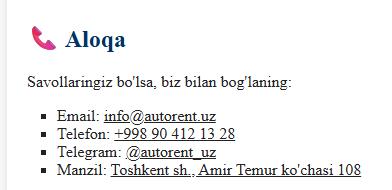 Aloqa
Savollaringiz bo'lsa, biz bilan bog'laning:
Email: info@autorent.uz
Telefon: +998 90 412 13 28
Telegram: @autorent_uz
Manzil: Toshkent sh., Amir Temur ko'chasi 108